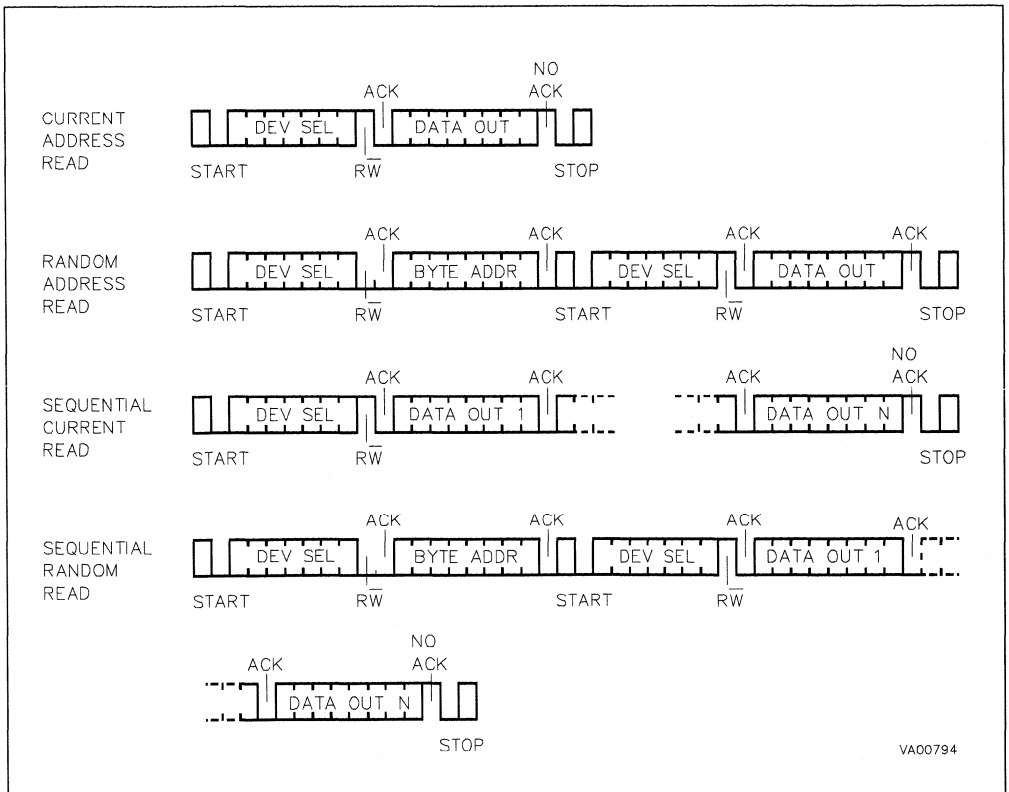 NO
ACK ACK
CURRENT
ADDRESS
READ
DEV SEL DATA OUT
START RW STOP
ACK ACK ACK ACK
RANDOM
ADDRESS
READ
DEV SEL BYTE ADDR DEV SEL DATA OUT
START RW START RW STOP
NO
ACK ACK ACK ACK
SEQUENTIAL
CURRENT
READ
DEV SEL DATA OUT 1 DATA OUT N
START RW STOP
ACK ACK ACK ACK
SEQUENTIAL
RANDOM
READ
DEV SEL BYTE ADDR DEV SEL DATA OUT 1
START RW START RW
NO
ACK ACK
DATA OUT N
STOP
VA00794